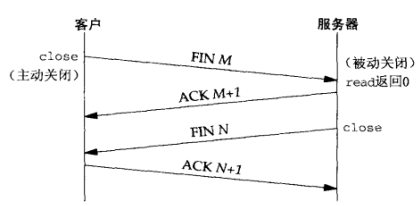 客户
服务器
close
(主动关闭)
FIN M
(被动关闭)
read返回0
ACK M+1
close
FIN N
ACK N+1